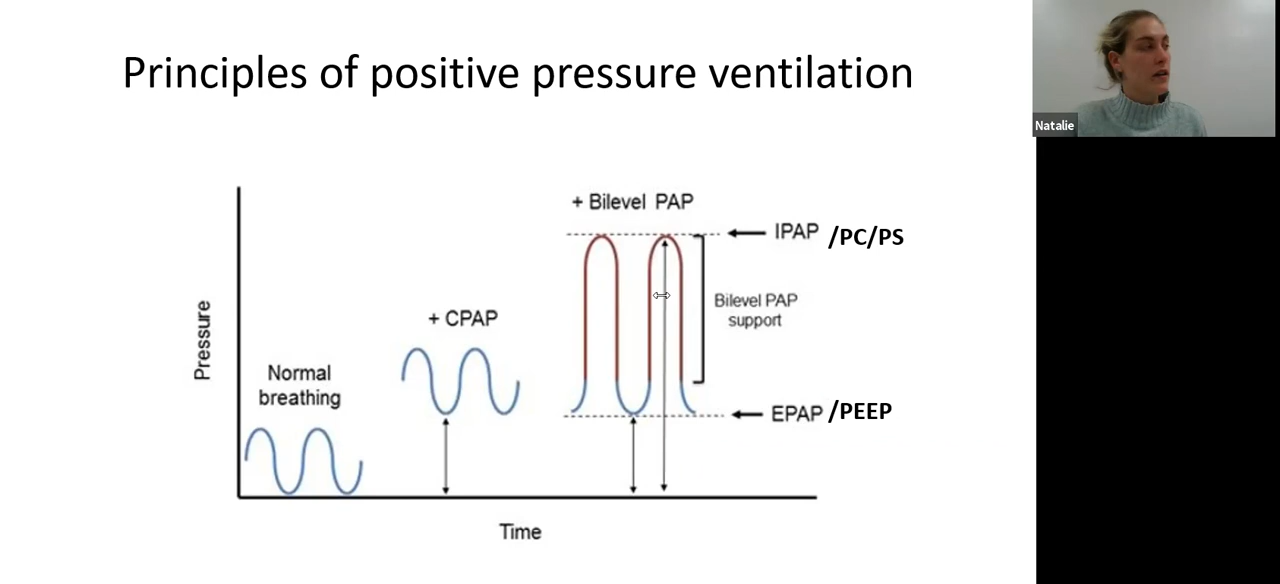 Principles of positive pressure ventilation
Natalie
+ Bilevel PAP
IPAP /PC/PS
Bilevel PAP
support
+ CPAP
Pressure
Normal
breathing
EPAP /PEEP
Time